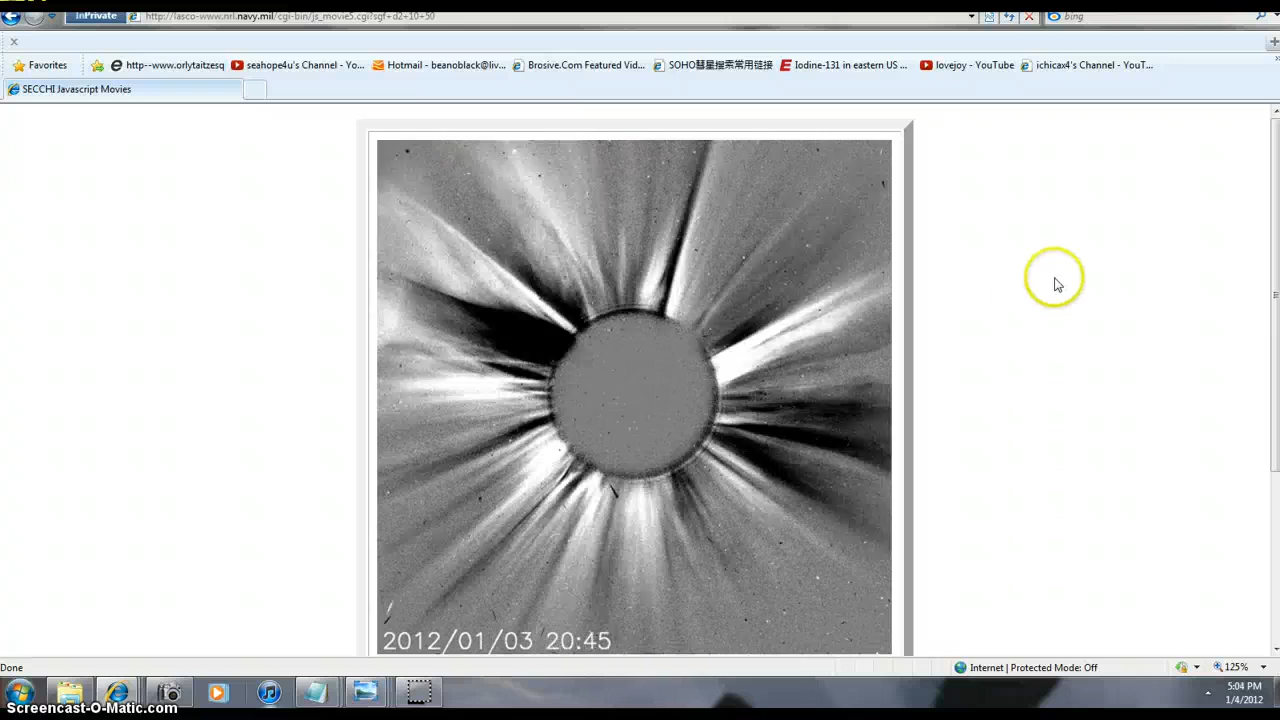 InPrivate http://lasco-www.nrl.navy.mil/cgi-bin/js_movie5.cgi?sgf+d2+10+50 bing
Favorites http--www.orlytaitzesq seahope4u's Channel - Yo... Hotmail - beanoblack@liv... Brosive.Com Featured Vid... SOHO彗星搜索常用链接 Iodine-131 in eastern US ... lovejoy - YouTube ichicax4's Channel - YouT...
SECCHI Javascript Movies
2012/01/03 20:45
Done Internet | Protected Mode: Off 125%
5:04 PM
1/4/2012
Screencast-O-Matic.com